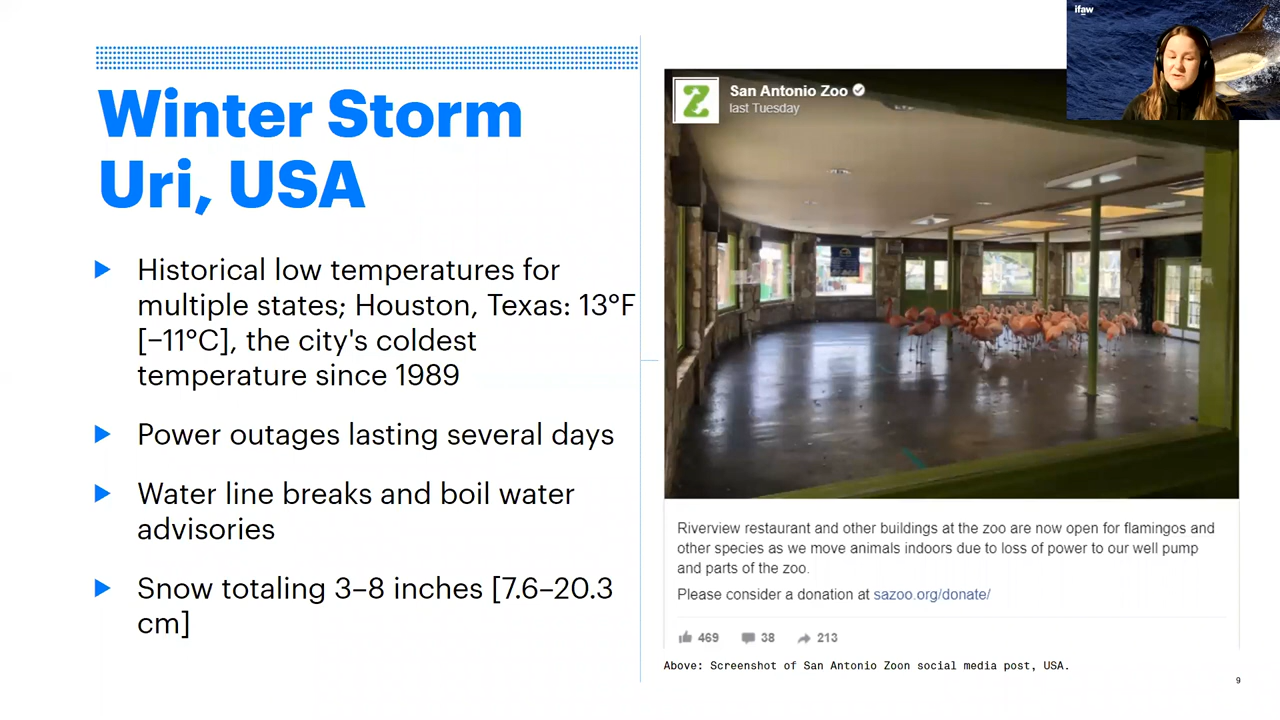 ifaw
Winter Storm
Uri, USA
Historical low temperatures for
multiple states; Houston, Texas: 13°F
[−11°C], the city's coldest
temperature since 1989
Power outages lasting several days
Water line breaks and boil water
advisories
Snow totaling 3–8 inches [7.6–20.3
cm]
San Antonio Zoo
last Tuesday
Riverview restaurant and other buildings at the zoo are now open for flamingos and
other species as we move animals indoors due to loss of power to our well pump
and parts of the zoo.
Please consider a donation at sazoo.org/donate/
469 38 213
Above: Screenshot of San Antonio Zoon social media post, USA.
9